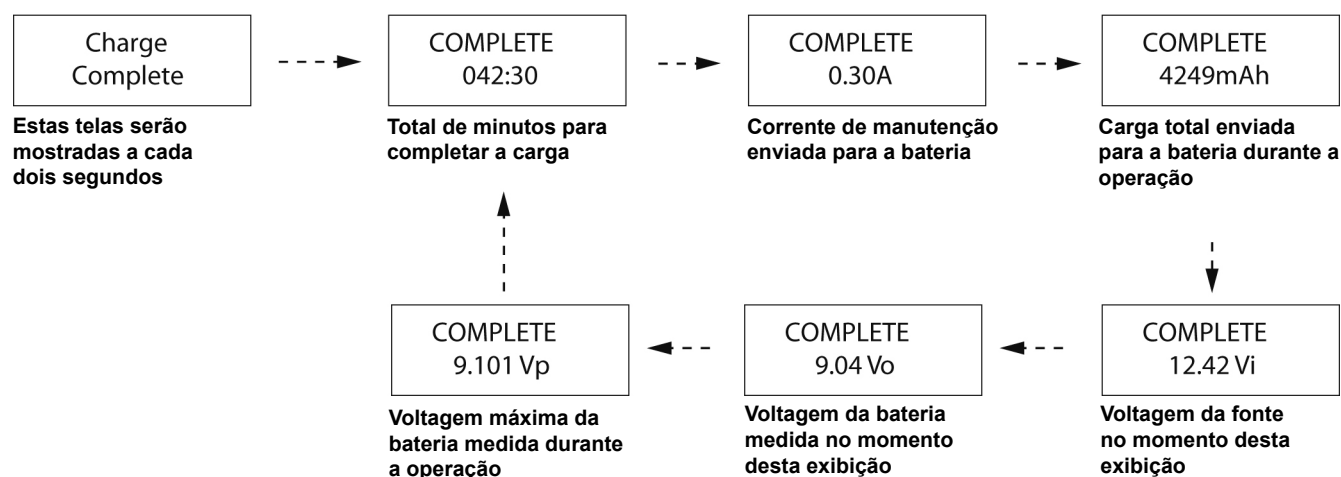 Charge
Complete
Estas telas serão
mostradas a cada
dois segundos
COMPLETE
042:30
Total de minutos para
completar a carga
COMPLETE
0.30A
Corrente de manutenção
enviada para a bateria
COMPLETE
4249mAh
Carga total enviada
para a bateria durante a
operação
COMPLETE
12.42 Vi
Voltagem da fonte
no momento desta
exibição
COMPLETE
9.04 Vo
Voltagem da bateria
medida no momento
desta exibição
COMPLETE
9.101 Vp
Voltagem máxima da
bateria medida durante
a operação